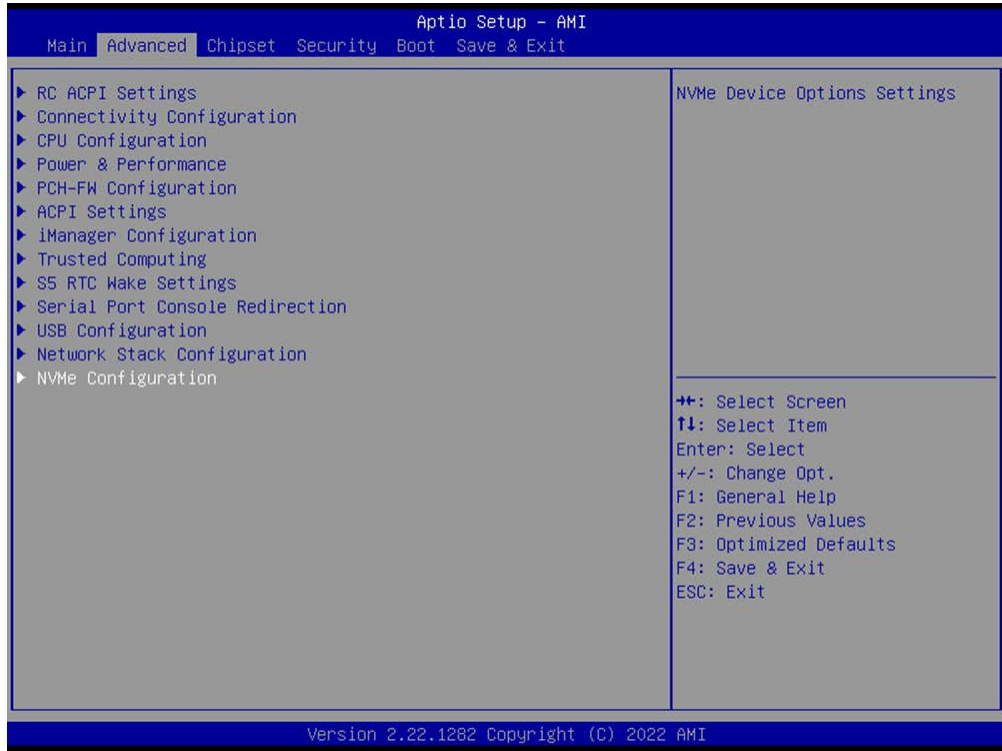 Aptio Setup – AMI
Main Advanced Chipset Security Boot Save & Exit
▶ RC ACPI Settings
▶ Connectivity Configuration
▶ CPU Configuration
▶ Power & Performance
▶ PCH-FW Configuration
▶ ACPI Settings
▶ iManager Configuration
▶ Trusted Computing
▶ S5 RTC Wake Settings
▶ Serial Port Console Redirection
▶ USB Configuration
▶ Network Stack Configuration
▶ NVMe Configuration
NVMe Device Options Settings
→←: Select Screen
↑↓: Select Item
Enter: Select
+/-: Change Opt.
F1: General Help
F2: Previous Values
F3: Optimized Defaults
F4: Save & Exit
ESC: Exit
Version 2.22.1282 Copyright (C) 2022 AMI